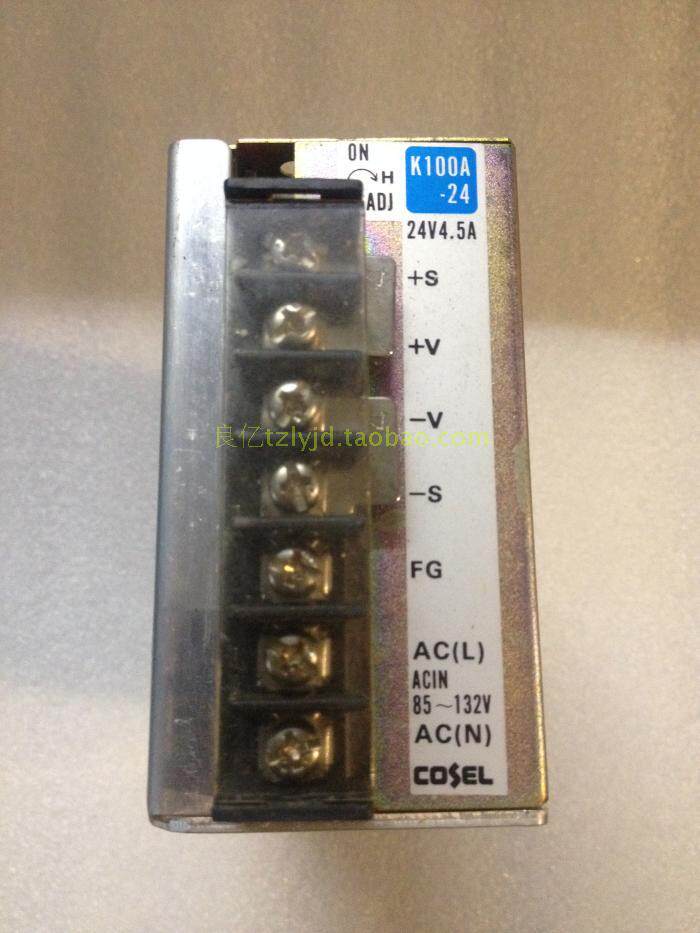 ON
H
ADJ
K100A
-24
24V4.5A
+S
+V
-V
良亿tzlyjd.taobao.com
-S
FG
AC(L)
ACIN
85~132V
AC(N)
COSEL